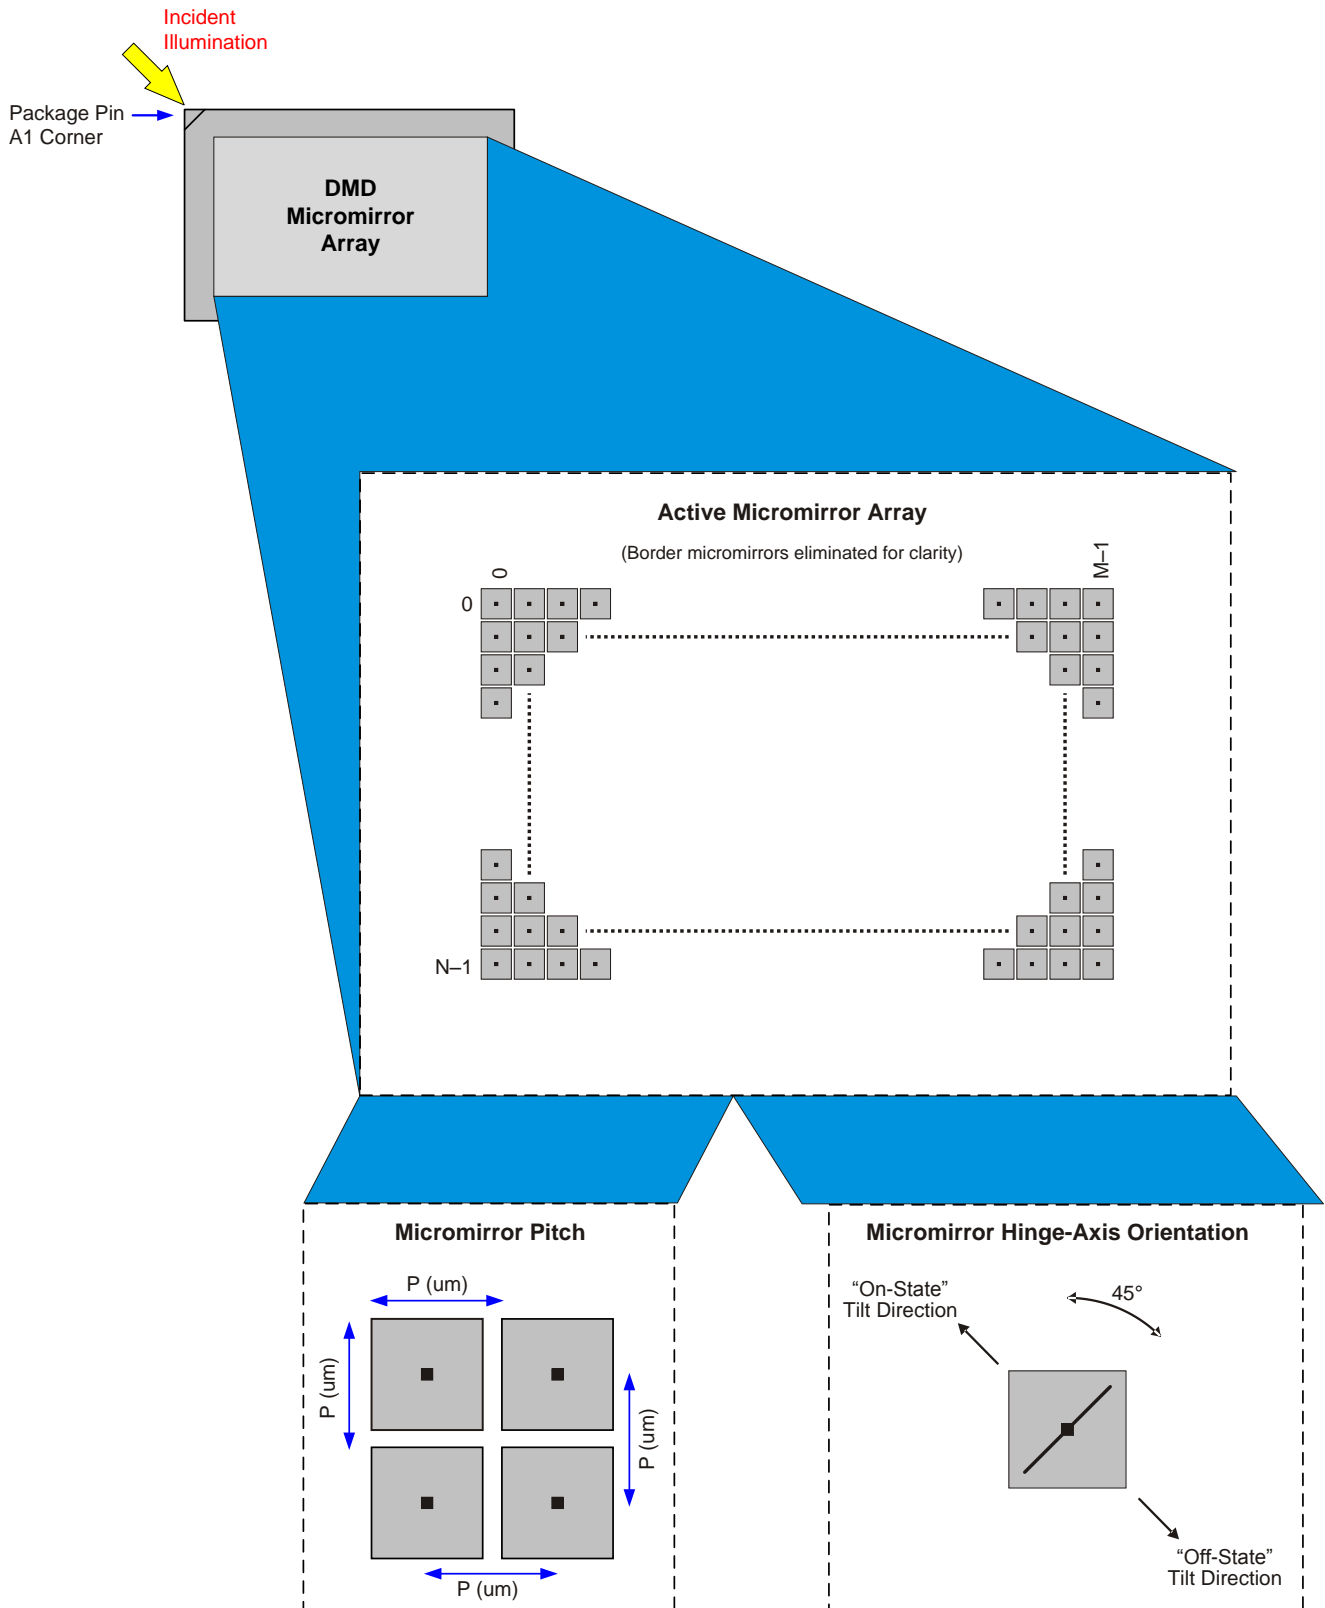 Incident
Illumination
Package Pin
A1 Corner
DMD
Micromirror
Array
Active Micromirror Array
(Border micromirrors eliminated for clarity)
0
M–1
0
N–1
Micromirror Pitch
P (um)
P (um)
P (um)
P (um)
Micromirror Hinge-Axis Orientation
“On-State”
Tilt Direction
45°
“Off-State”
Tilt Direction